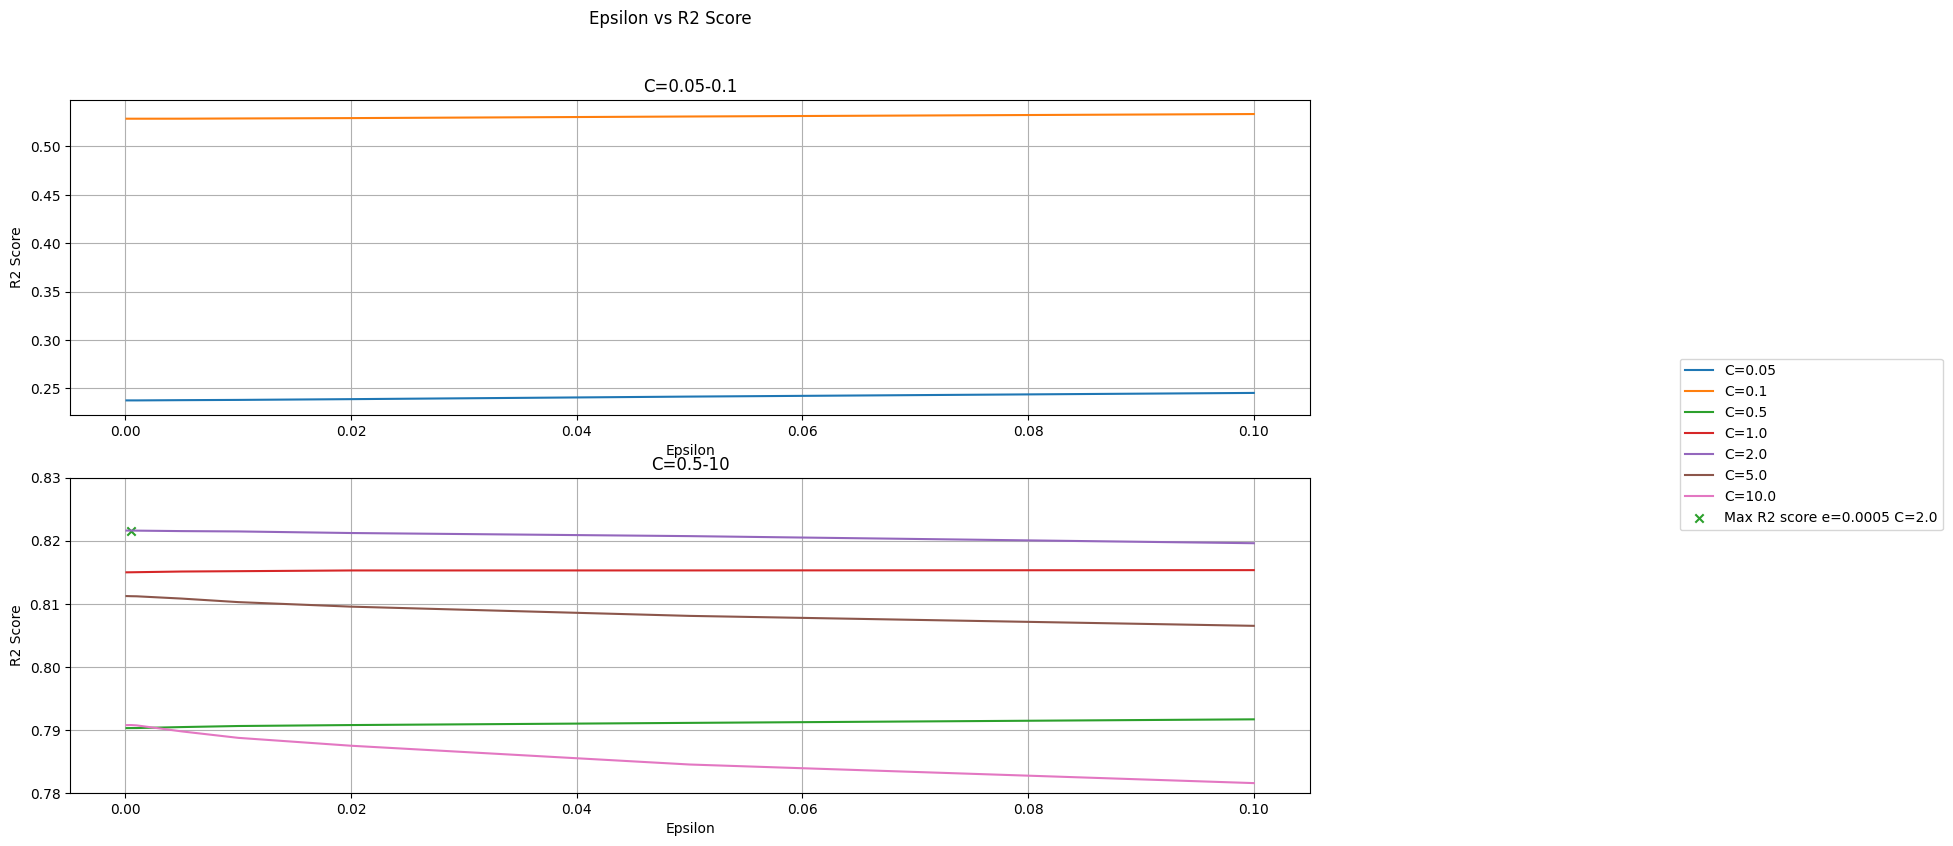 Epsilon vs R2 Score
C=0.05-0.1
R2 Score
0.50
0.45
0.40
0.35
0.30
0.25
0.00 0.02 0.04 0.06 0.08 0.10
Epsilon
C=0.5-10
R2 Score
0.83
0.82
0.81
0.80
0.79
0.78
0.00 0.02 0.04 0.06 0.08 0.10
Epsilon
C=0.05
C=0.1
C=0.5
C=1.0
C=2.0
C=5.0
C=10.0
Max R2 score e=0.0005 C=2.0